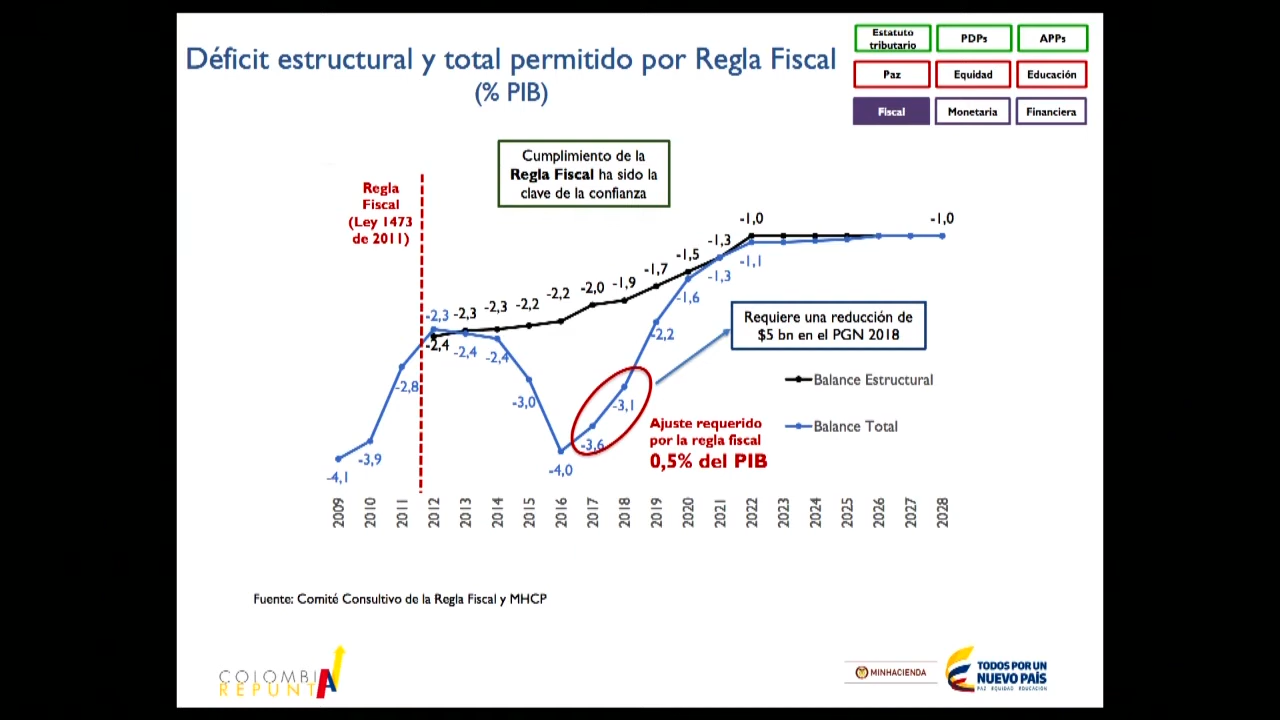 Déficit estructural y total permitido por Regla Fiscal
(% PIB)
Estatuto
tributario
PDPs
APPs
Paz
Equidad
Educación
Fiscal
Monetaria
Financiera
Cumplimiento de la
Regla Fiscal ha sido la
clave de la confianza
Regla
Fiscal
(Ley 1473
de 2011)
-2,4
-2,3
-2,3
-2,2
-2,2
-2,0
-1,9
-1,7
-1,5
-1,3
-1,0
-1,0
-4,1
-3,9
-2,8
-2,3
-2,4
-2,4
-3,0
-4,0
-3,6
-3,1
-2,2
-1,6
-1,3
-1,1
Requiere una reducción de
$5 bn en el PGN 2018
Balance Estructural
Balance Total
Ajuste requerido
por la regla fiscal
0,5% del PIB
2009
2010
2011
2012
2013
2014
2015
2016
2017
2018
2019
2020
2021
2022
2023
2024
2025
2026
2027
2028
Fuente: Comité Consultivo de la Regla Fiscal y MHCP
COLOMBIA
REPUNTA
MINHACIENDA
TODOS POR UN
NUEVO PAÍS
PAZ EQUIDAD EDUCACIÓN